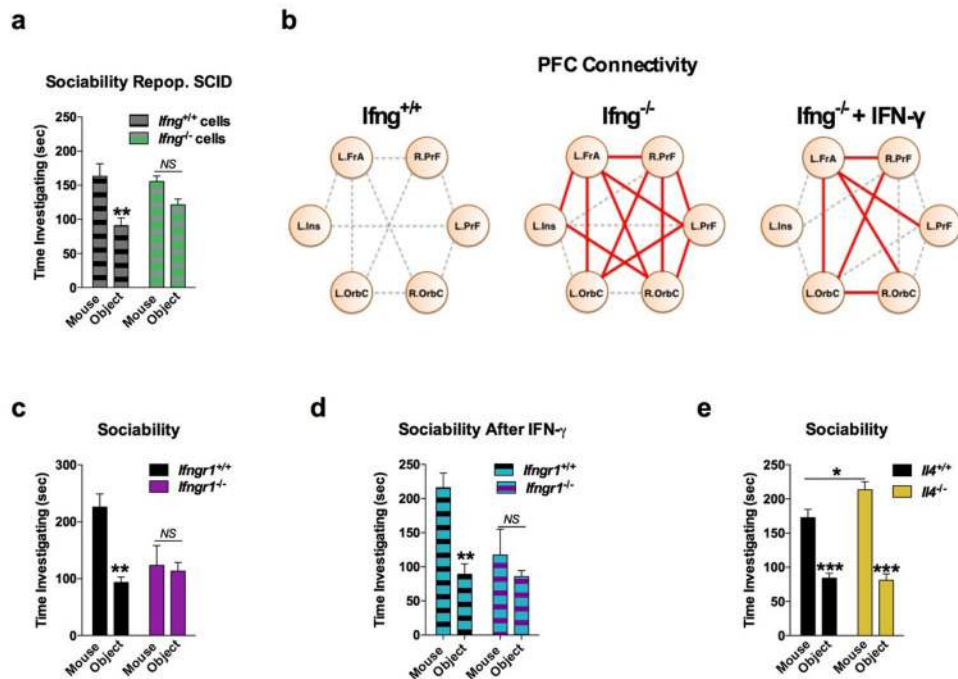 a
Sociability Repop. SCID
Ifng+/+ cells
Ifng-/- cells
Time Investigating (sec)
250
200
150
100
50
0
**
NS
Mouse
Object
Mouse
Object
b
PFC Connectivity
Ifng+/+
L.FrA
R.PrF
L.Ins
L.PrF
L.OrbC
R.OrbC
Ifng-/-
L.FrA
R.PrF
L.Ins
L.PrF
L.OrbC
R.OrbC
Ifng-/- + IFN-γ
L.FrA
R.PrF
L.Ins
L.PrF
L.OrbC
R.OrbC
c
Sociability
Ifngr1+/+
Ifngr1-/-
Time Investigating (sec)
300
200
100
0
**
NS
Mouse
Object
Mouse
Object
d
Sociability After IFN-γ
Ifngr1+/+
Ifngr1-/-
Time Investigating (sec)
250
200
150
100
50
0
**
NS
Mouse
Object
Mouse
Object
e
Sociability
Il4+/+
Il4-/-
Time Investigating (sec)
250
200
150
100
50
0
*
***
***
Mouse
Object
Mouse
Object